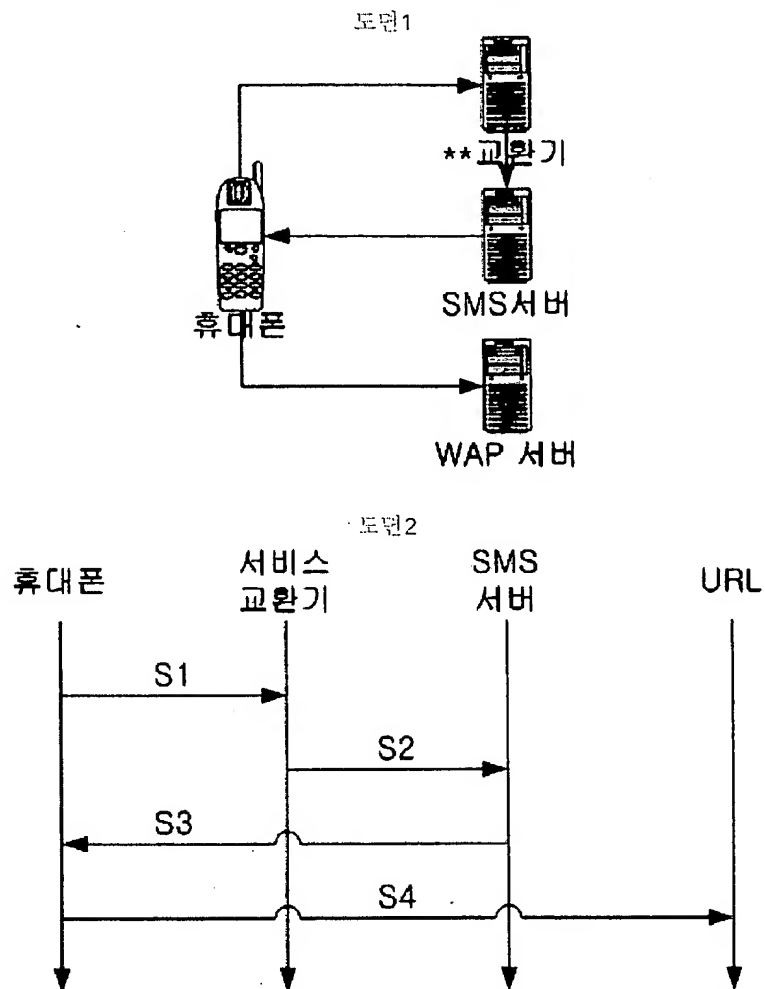 도면1
**교환기
휴대폰
SMS서버
WAP 서버
도면2
휴대폰
서비스
교환기
SMS
서버
URL
S1
S2
S3
S4